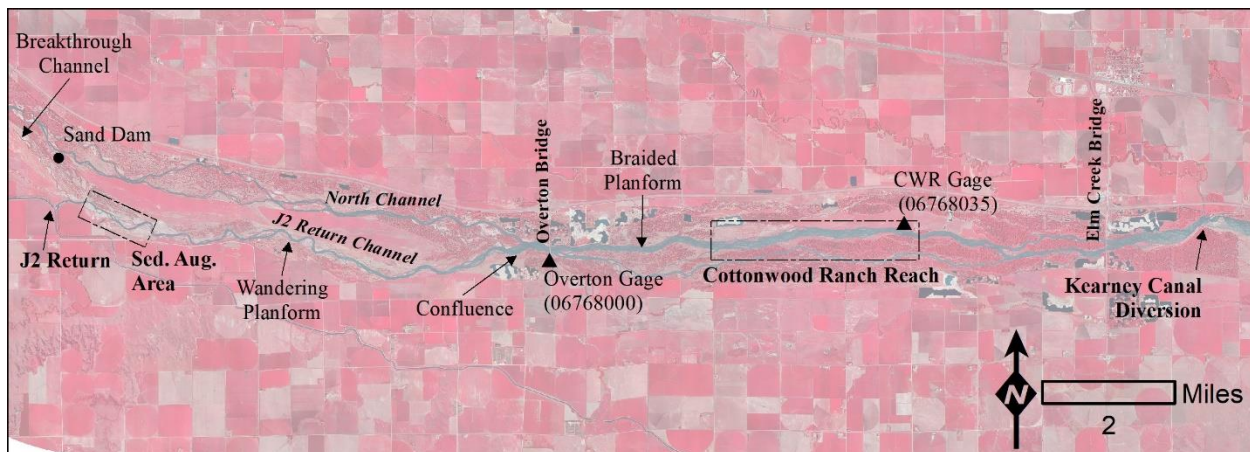 Breakthrough
Channel
Sand Dam
North Channel
J2 Return Channel
J2 Return
Sed. Aug.
Area
Wandering
Planform
Confluence
Overton Bridge
Overton Gage
(06768000)
Braided
Planform
CWR Gage
(06768035)
Cottonwood Ranch Reach
Elm Creek Bridge
Kearney Canal
Diversion
N
Miles
2